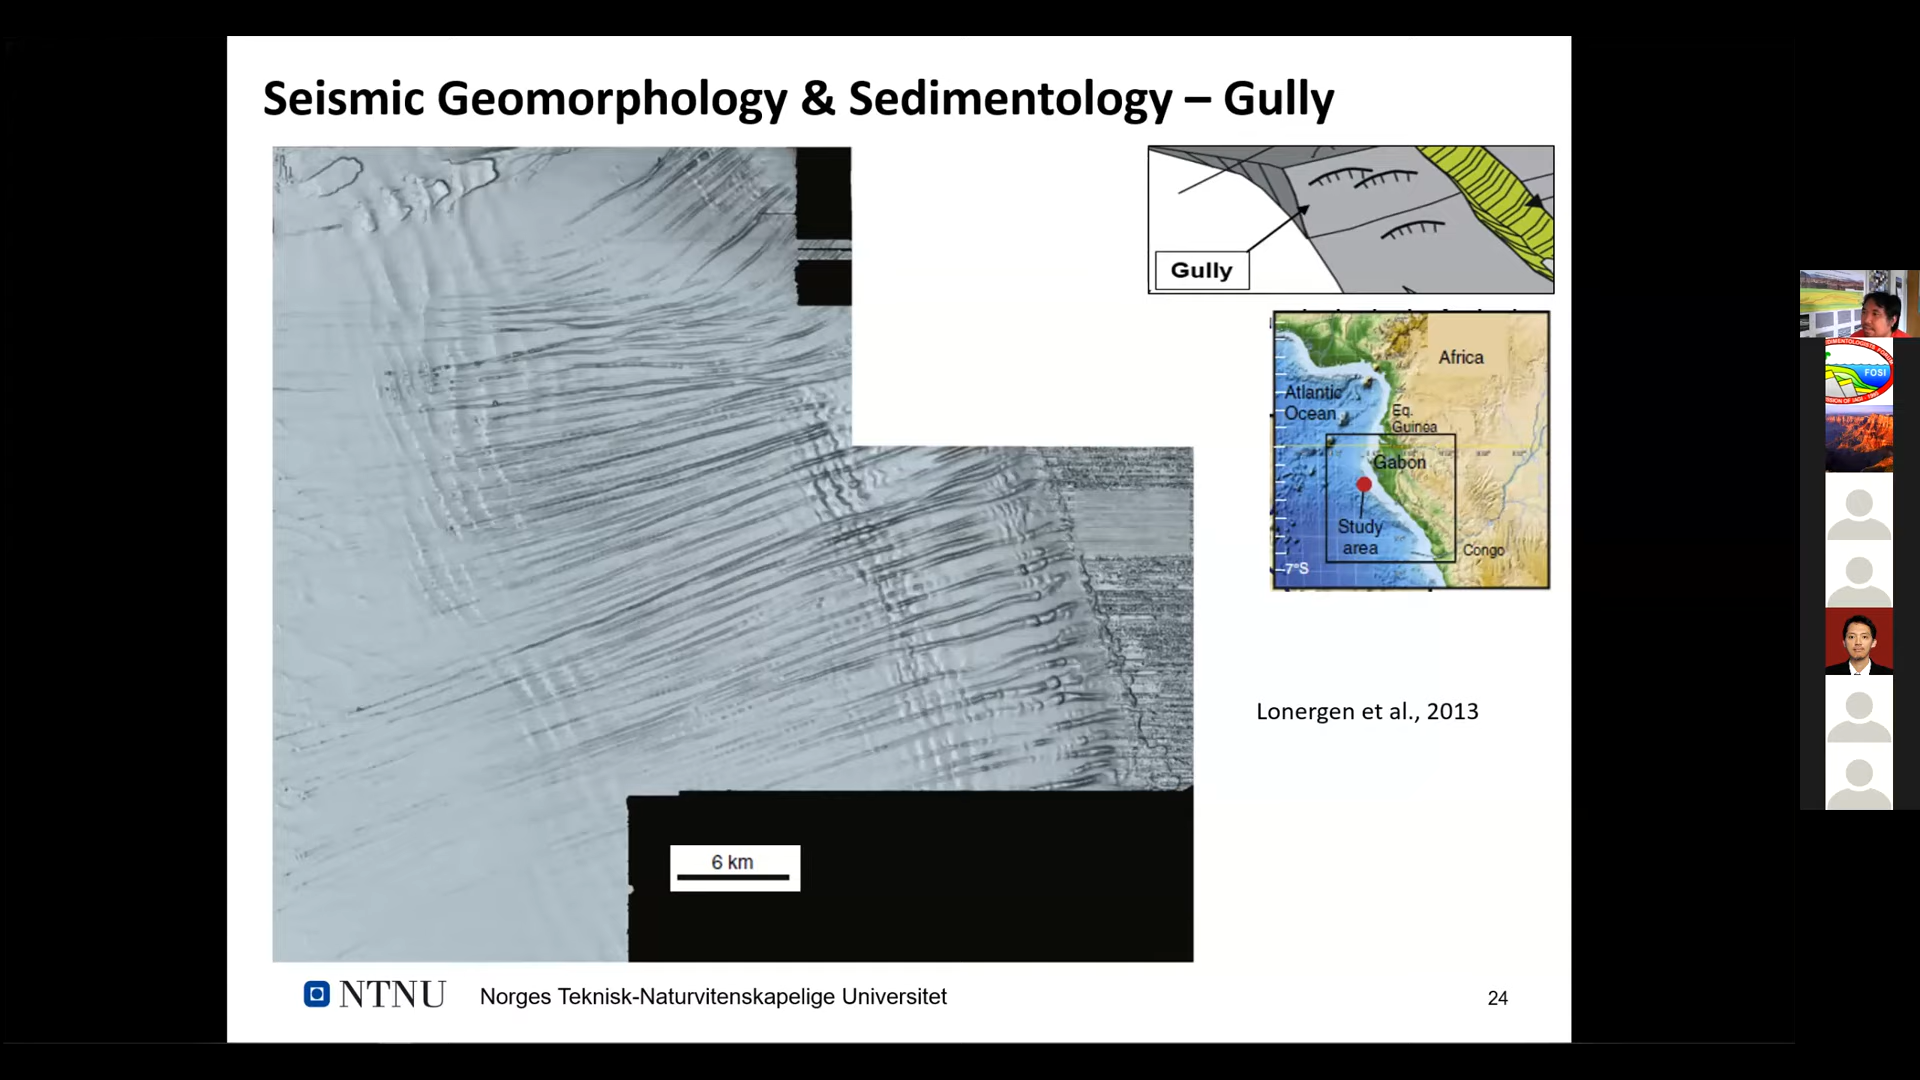 Seismic Geomorphology & Sedimentology – Gully
Gully
Africa
Atlantic
Ocean
Eq.
Guinea
Gabon
Study
area
Congo
7°S
Lonergen et al., 2013
6 km
NTNU
Norges Teknisk-Naturvitenskapelige Universitet
24
FOSI